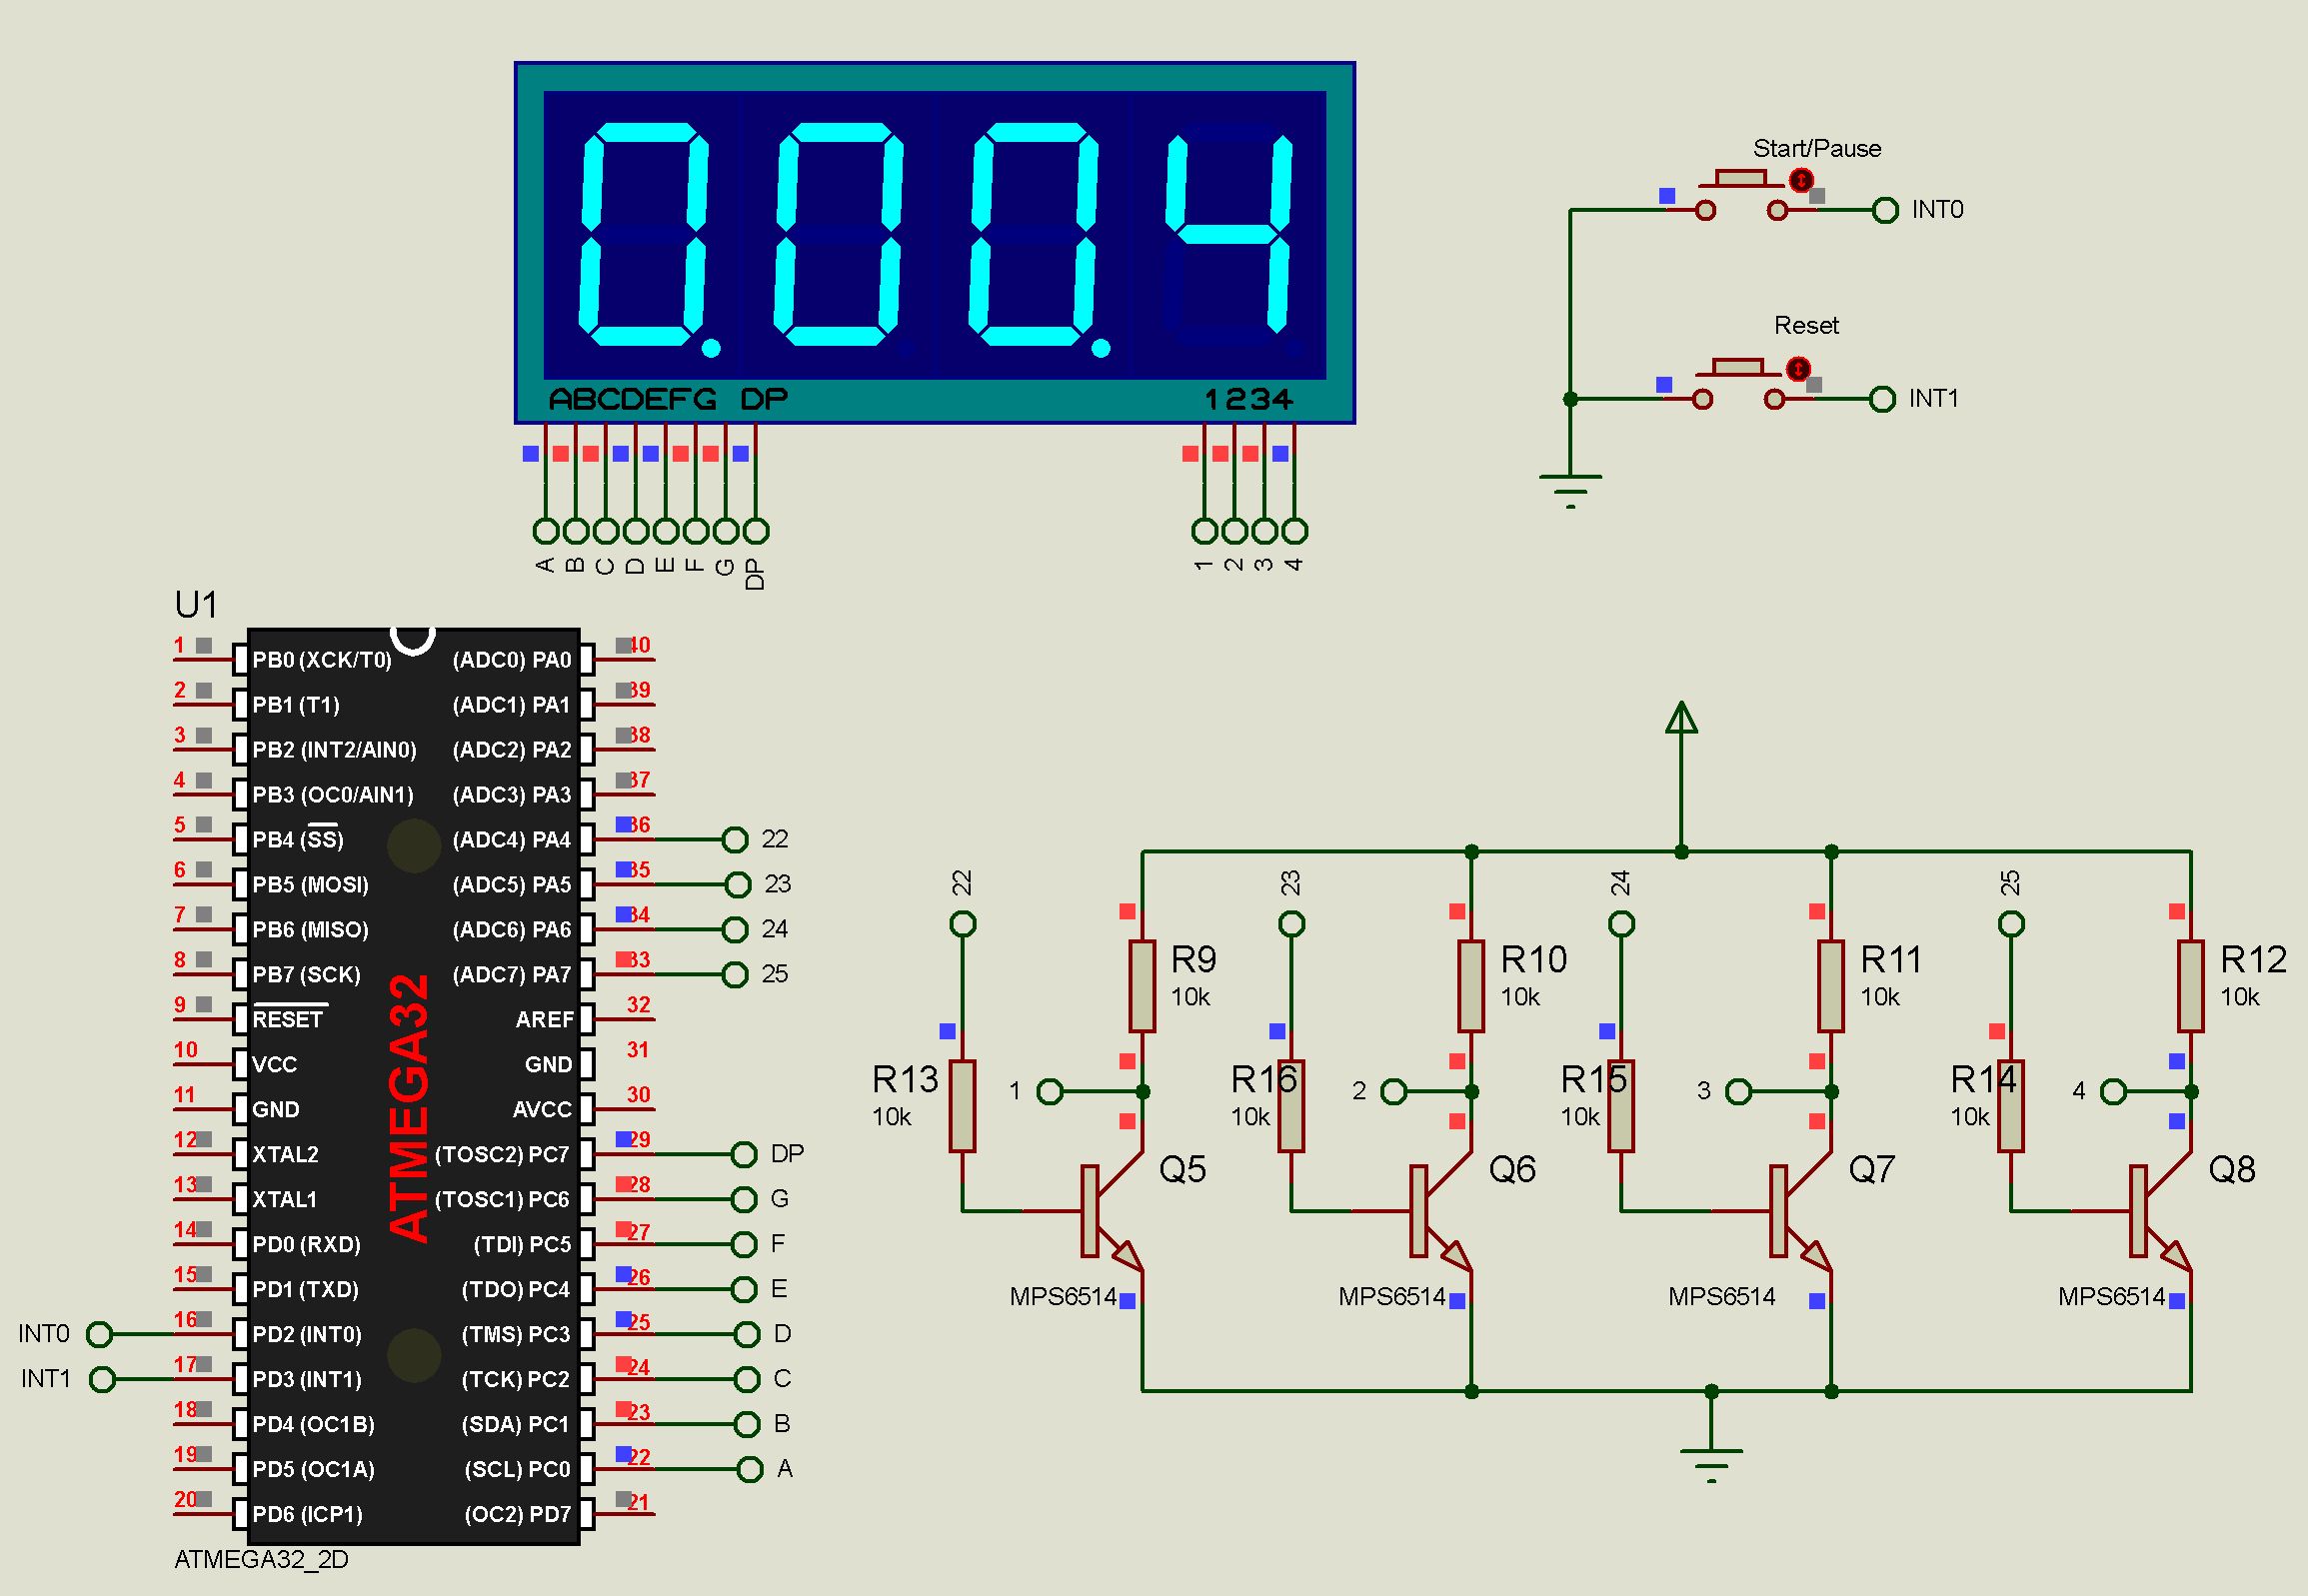 0.00.4
ABCDEFG DP
1234
A
B
C
D
E
F
G
DP
1
2
3
4
Start/Pause
INT0
Reset
INT1
U1
1 PB0 (XCK/T0) (ADC0) PA0 40
2 PB1 (T1) (ADC1) PA1 39
3 PB2 (INT2/AIN0) (ADC2) PA2 38
4 PB3 (OC0/AIN1) (ADC3) PA3 37
5 PB4 (SS) (ADC4) PA4 36 22
6 PB5 (MOSI) (ADC5) PA5 35 23
7 PB6 (MISO) (ADC6) PA6 34 24
8 PB7 (SCK) (ADC7) PA7 33 25
9 RESET AREF 32
10 VCC GND 31
11 GND AVCC 30
12 XTAL2 (TOSC2) PC7 29 DP
13 XTAL1 (TOSC1) PC6 28 G
14 PD0 (RXD) (TDI) PC5 27 F
15 PD1 (TXD) (TDO) PC4 26 E
INT0 16 PD2 (INT0) (TMS) PC3 25 D
INT1 17 PD3 (INT1) (TCK) PC2 24 C
18 PD4 (OC1B) (SDA) PC1 23 B
19 PD5 (OC1A) (SCL) PC0 22 A
20 PD6 (ICP1) (OC2) PD7 21
ATMEGA32
ATMEGA32_2D
22
23
24
25
R9
10k
R10
10k
R11
10k
R12
10k
R13
10k
1
R16
10k
2
R15
10k
3
R14
10k
4
Q5
MPS6514
Q6
MPS6514
Q7
MPS6514
Q8
MPS6514